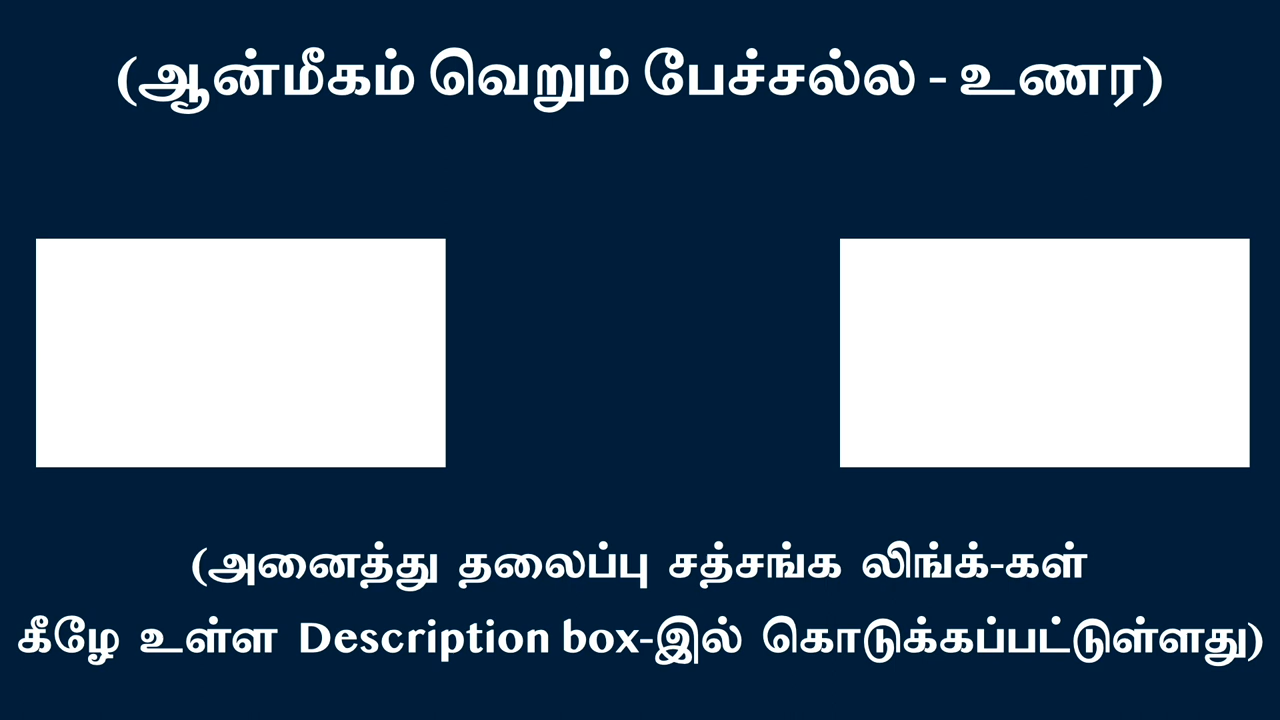 (ஆன்மீகம் வெறும் பேச்சல்ல - உணர)
(அனைத்து தலைப்பு சத்சங்க லிங்க்-கள்
கீழே உள்ள Description box-இல் கொடுக்கப்பட்டுள்ளது)